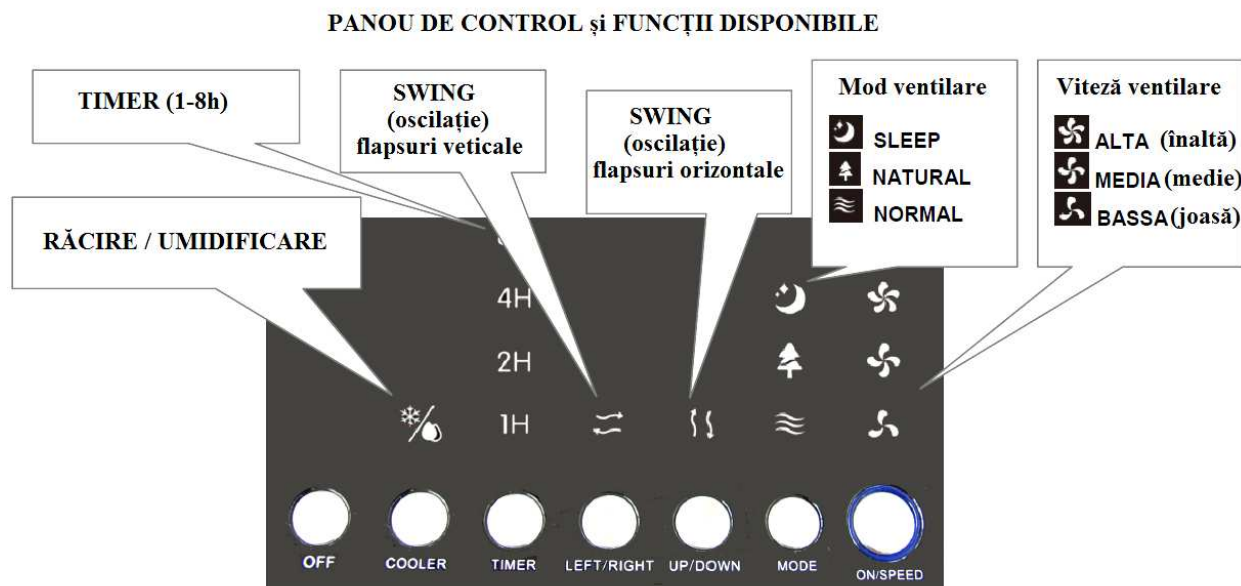 PANOU DE CONTROL și FUNCȚII DISPONIBILE
TIMER (1-8h)
SWING
(oscilație)
flapsuri veticale
SWING
(oscilație)
flapsuri orizontale
Mod ventilare
SLEEP
NATURAL
NORMAL
Viteză ventilare
ALTA (înaltă)
MEDIA (medie)
BASSA (joasă)
RĂCIRE / UMIDIFICARE
4H
2H
1H
OFF
COOLER
TIMER
LEFT/RIGHT
UP/DOWN
MODE
ON/SPEED